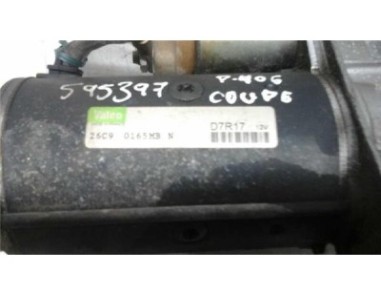 595397
P-406
COUPE
valeo
26C9 0165MB N
D7R17 12V